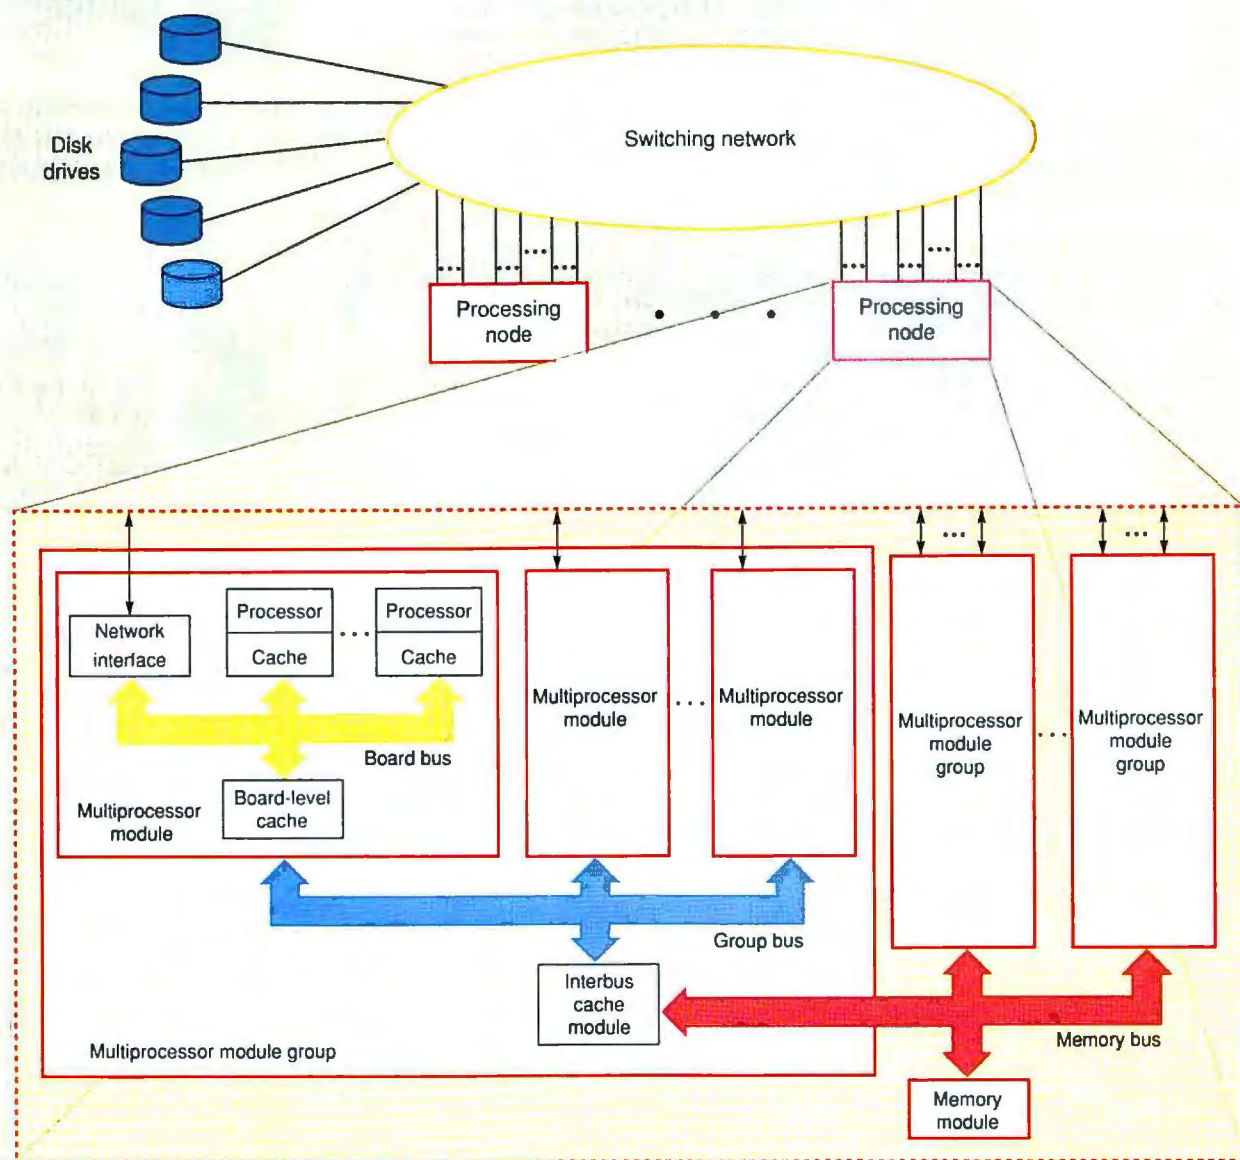 Disk
drives
Switching network
Processing
node
Processing
node
Network
interface
Processor
Cache
Processor
Cache
Board bus
Board-level
cache
Multiprocessor
module
Multiprocessor
module
Multiprocessor
module
Multiprocessor
module
group
Multiprocessor
module
group
Group bus
Interbus
cache
module
Multiprocessor module group
Memory bus
Memory
module